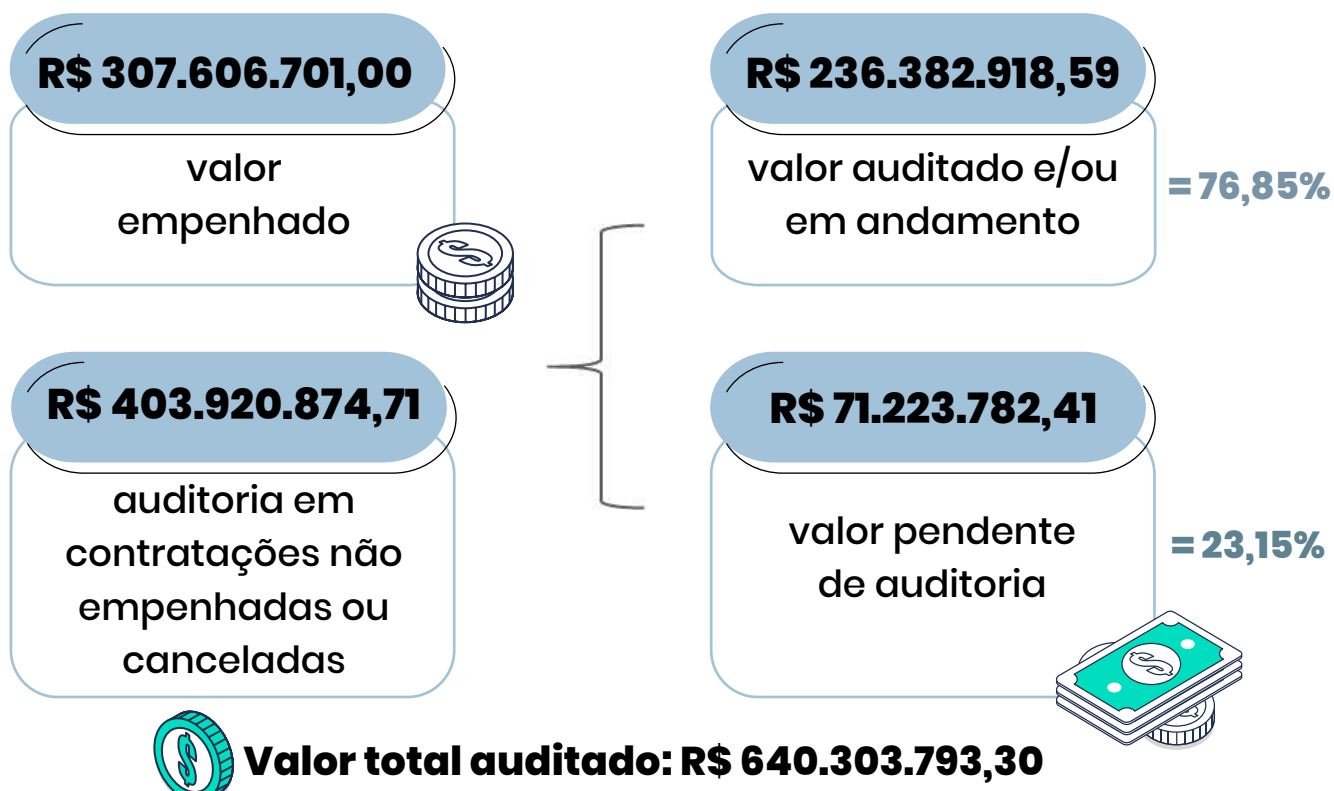 R$ 307.606.701,00
valor
empenhado
R$ 403.920.874,71
auditoria em
contratações não
empenhadas ou
canceladas
R$ 236.382.918,59
valor auditado e/ou
em andamento
= 76,85%
R$ 71.223.782,41
valor pendente
de auditoria
= 23,15%
Valor total auditado: R$ 640.303.793,30